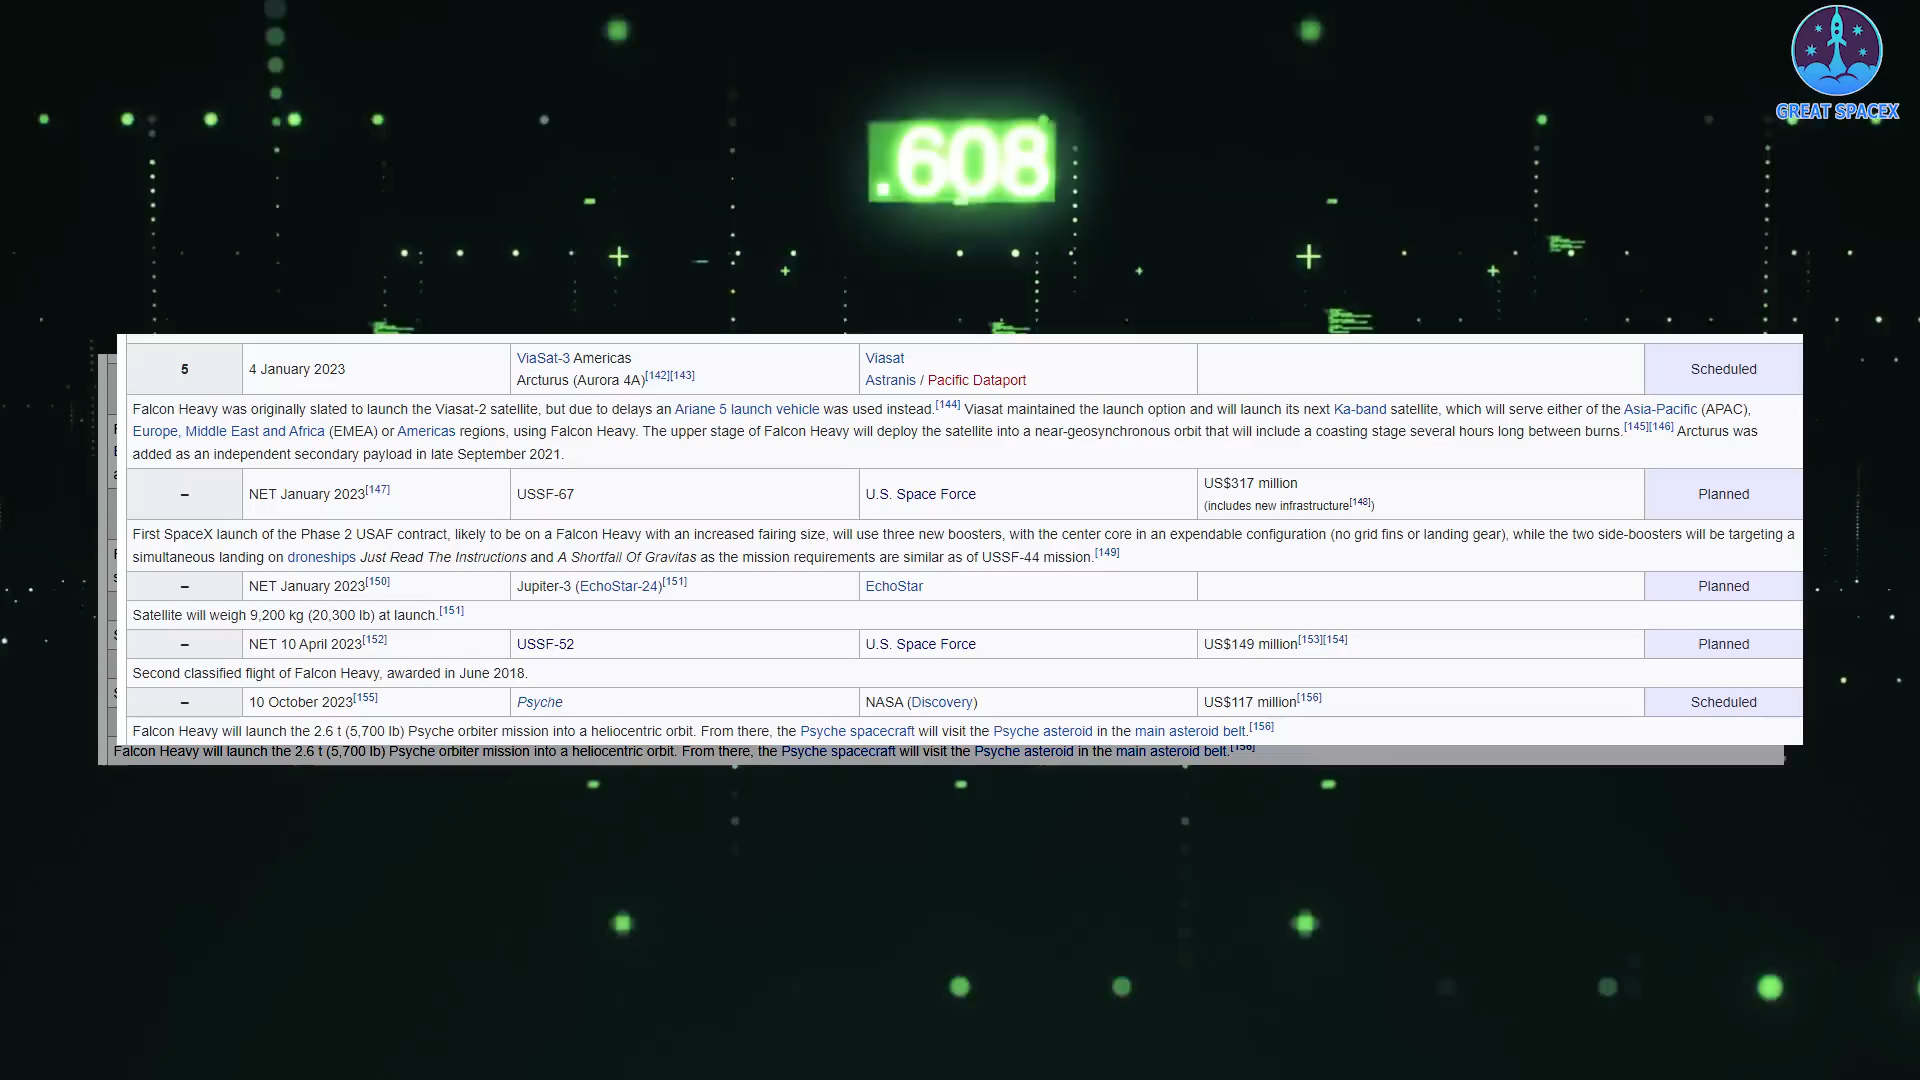 GREAT SPACEX
.608
5 4 January 2023 ViaSat-3 Americas Viasat Scheduled
Arcturus (Aurora 4A)[142][143] Astranis / Pacific Dataport
Falcon Heavy was originally slated to launch the Viasat-2 satellite, but due to delays an Ariane 5 launch vehicle was used instead.[144] Viasat maintained the launch option and will launch its next Ka-band satellite, which will serve either of the Asia-Pacific (APAC),
Europe, Middle East and Africa (EMEA) or Americas regions, using Falcon Heavy. The upper stage of Falcon Heavy will deploy the satellite into a near-geosynchronous orbit that will include a coasting stage several hours long between burns.[145][146] Arcturus was
added as an independent secondary payload in late September 2021.
– NET January 2023[147] USSF-67 U.S. Space Force US$317 million Planned
(includes new infrastructure[148])
First SpaceX launch of the Phase 2 USAF contract, likely to be on a Falcon Heavy with an increased fairing size, will use three new boosters, with the center core in an expendable configuration (no grid fins or landing gear), while the two side-boosters will be targeting a
simultaneous landing on droneships Just Read The Instructions and A Shortfall Of Gravitas as the mission requirements are similar as of USSF-44 mission.[149]
– NET January 2023[150] Jupiter-3 (EchoStar-24)[151] EchoStar Planned
Satellite will weigh 9,200 kg (20,300 lb) at launch.[151]
– NET 10 April 2023[152] USSF-52 U.S. Space Force US$149 million[153][154] Planned
Second classified flight of Falcon Heavy, awarded in June 2018.
– 10 October 2023[155] Psyche NASA (Discovery) US$117 million[156] Scheduled
Falcon Heavy will launch the 2.6 t (5,700 lb) Psyche orbiter mission into a heliocentric orbit. From there, the Psyche spacecraft will visit the Psyche asteroid in the main asteroid belt.[156]
Falcon Heavy will launch the 2.6 t (5,700 lb) Psyche orbiter mission into a heliocentric orbit. From there, the Psyche spacecraft will visit the Psyche asteroid in the main asteroid belt.[156]